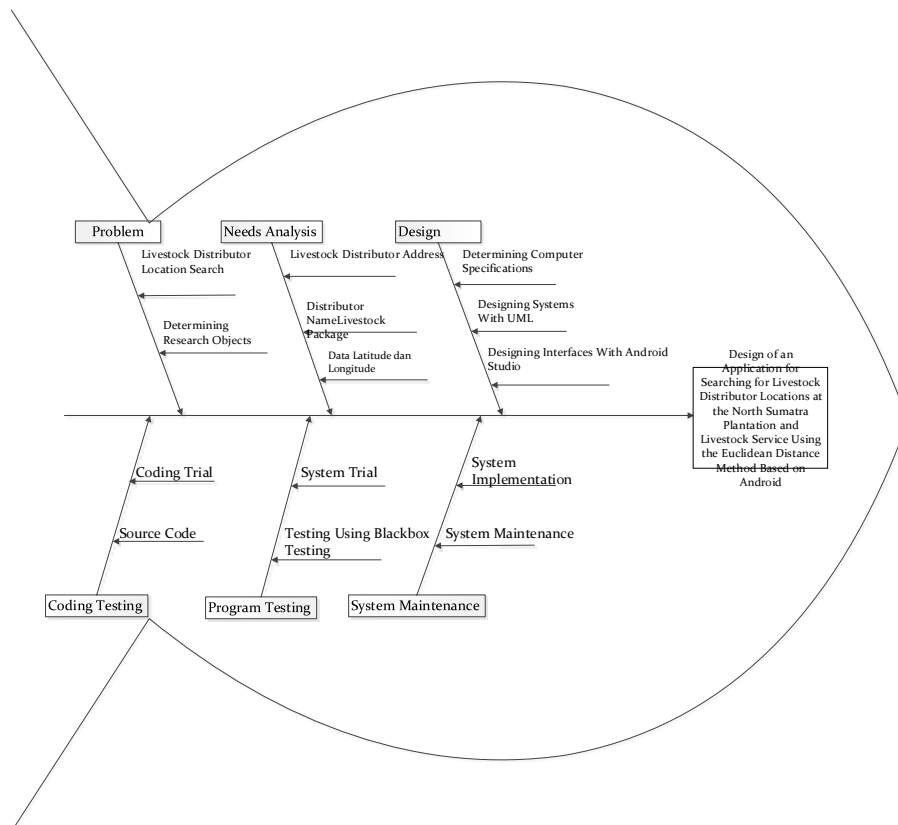 Problem
Livestock Distributor
Location Search
Determining
Research Objects
Needs Analysis
Livestock Distributor Address
Distributor
NameLivestock
Package
Data Latitude dan
Longitude
Design
Determining Computer
Specifications
Designing Systems
With UML
Designing Interfaces With Android
Studio
Design of an
Application for
Searching for Livestock
Distributor Locations at
the North Sumatra
Plantation and
Livestock Service Using
the Euclidean Distance
Method Based on
Android
Coding Trial
Source Code
Coding Testing
System Trial
Testing Using Blackbox
Testing
Program Testing
System
Implementation
System Maintenance
System Maintenance